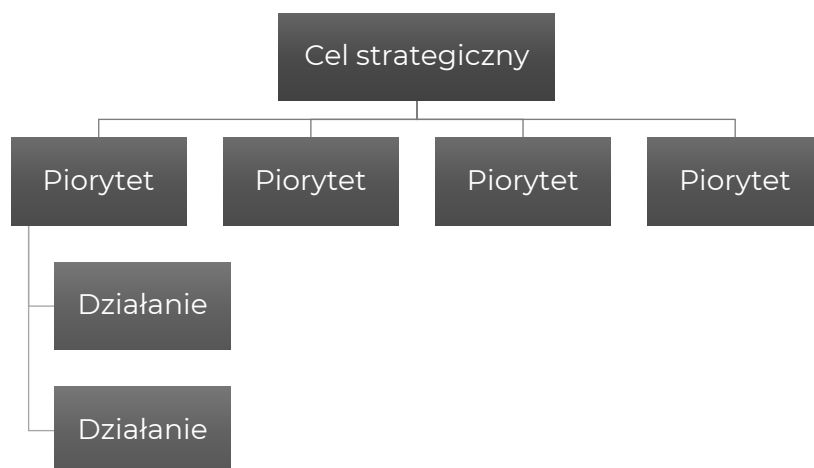 Cel strategiczny
Piorytet
Piorytet
Piorytet
Piorytet
Działanie
Działanie